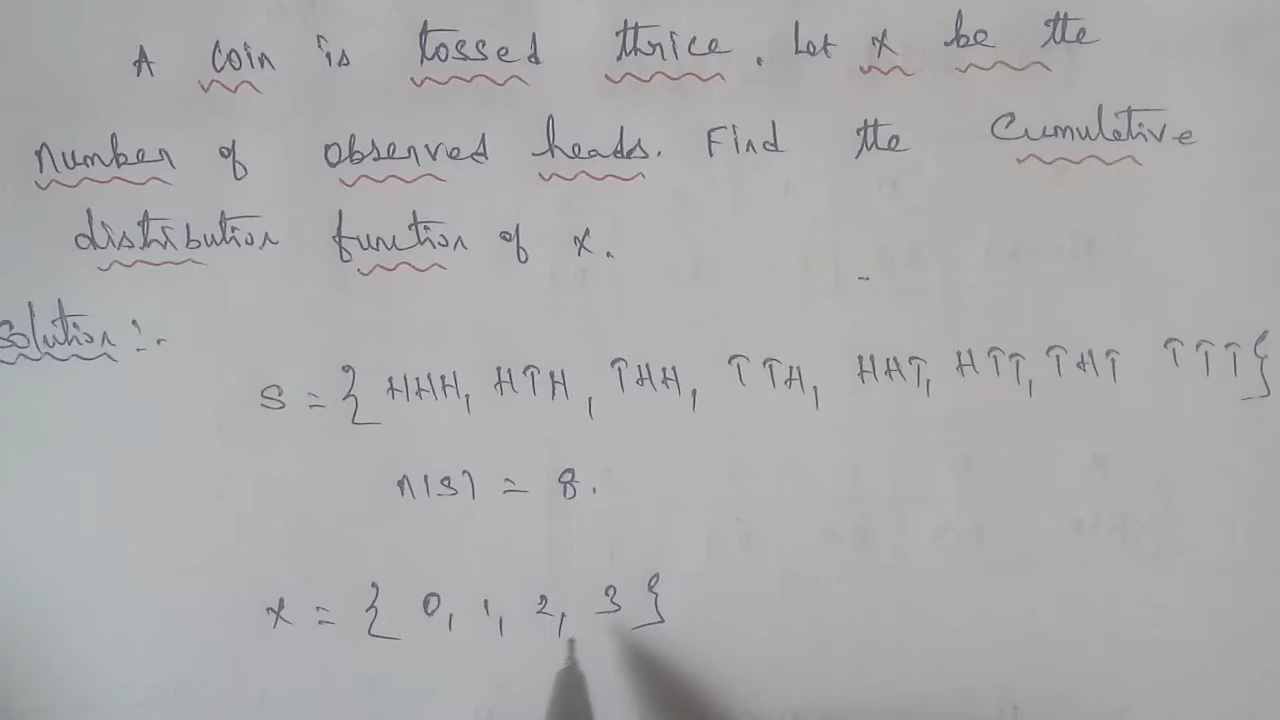 A coin is tossed thrice. Let x be the
number of observed heads. Find the Cumulative
distribution function of x.
Solution:-
S = { HHH, HTH, THH, TTH, HHT, HTT, THT TTT}
n(S) = 8.
x = { 0, 1, 2, 3 }